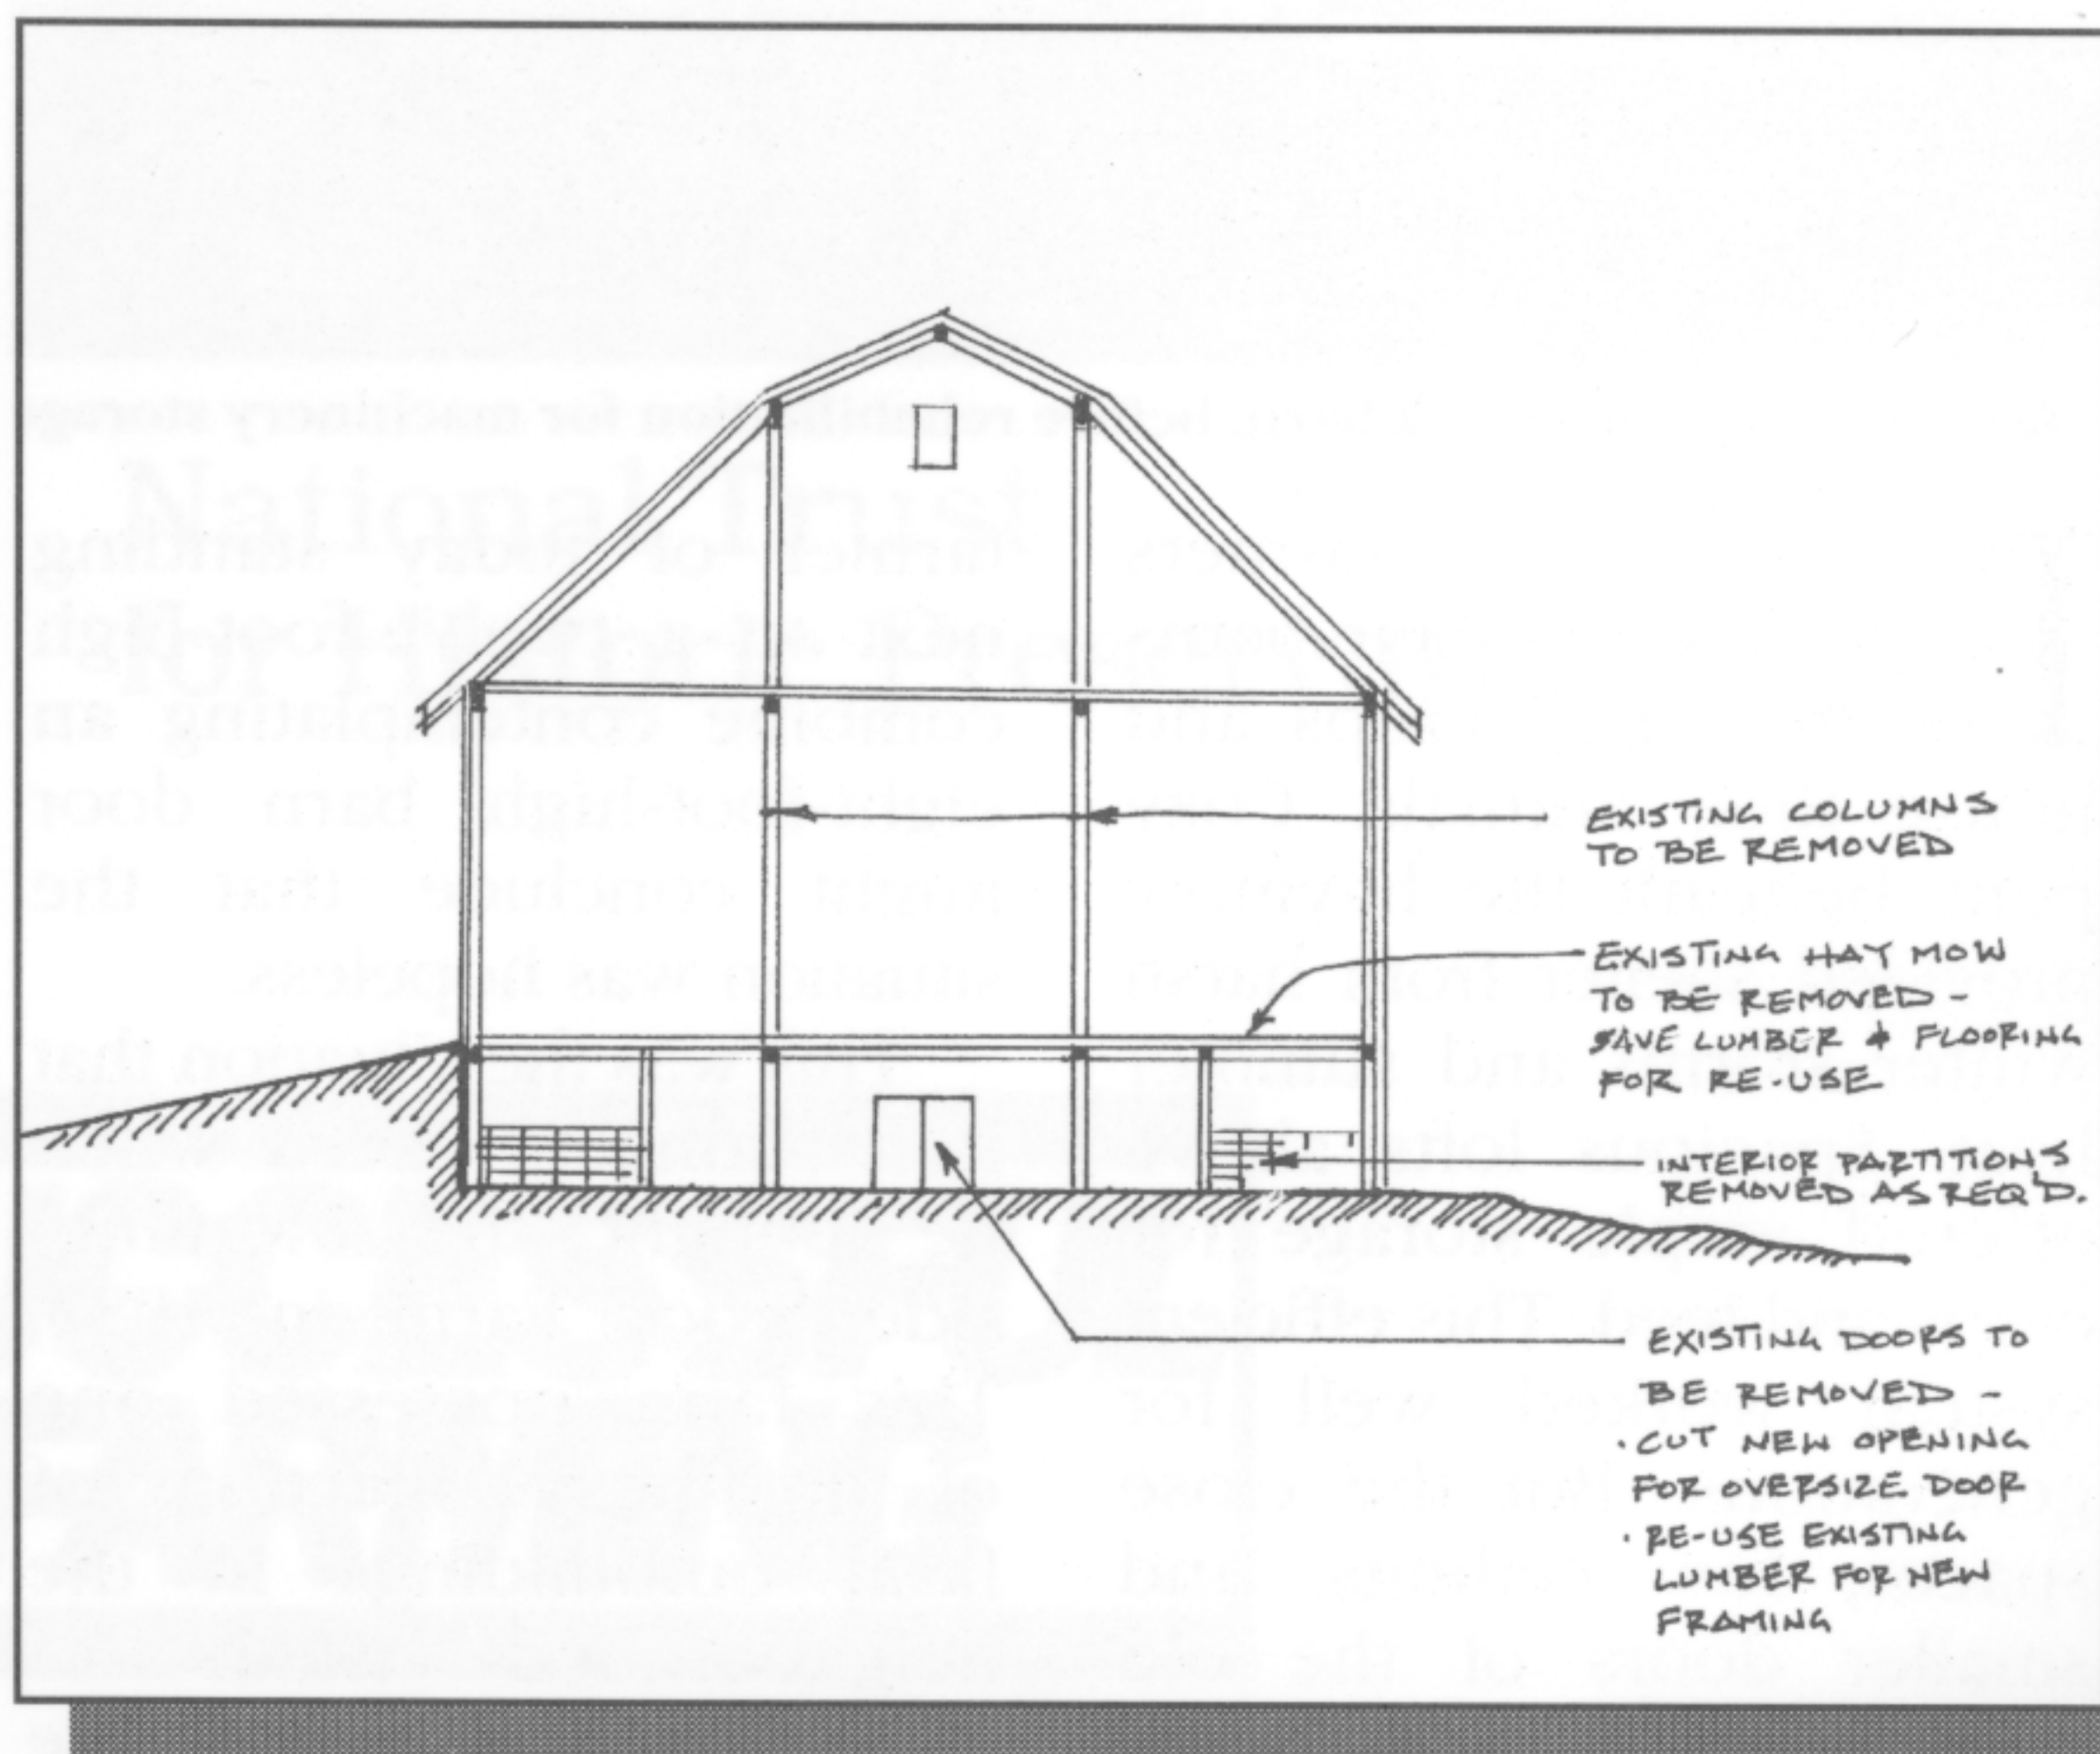 EXISTING COLUMNS
TO BE REMOVED
EXISTING HAY MOW
TO BE REMOVED -
SAVE LUMBER & FLOORING
FOR RE-USE
INTERIOR PARTITIONS
REMOVED AS REQ'D.
EXISTING DOORS TO
BE REMOVED -
· CUT NEW OPENING
FOR OVERSIZE DOOR
· RE-USE EXISTING
LUMBER FOR NEW
FRAMING